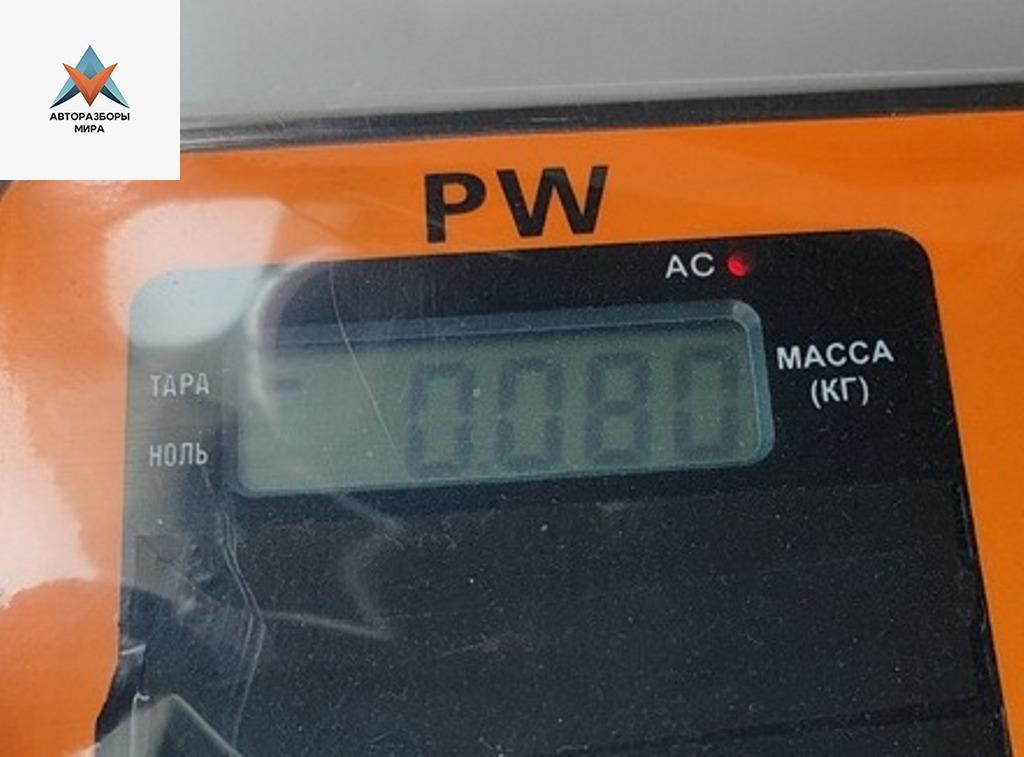 АВТОРАЗБОРЫ
МИРА
PW
AC
ТАРА
0.080
МАССА
(КГ)
НОЛЬ